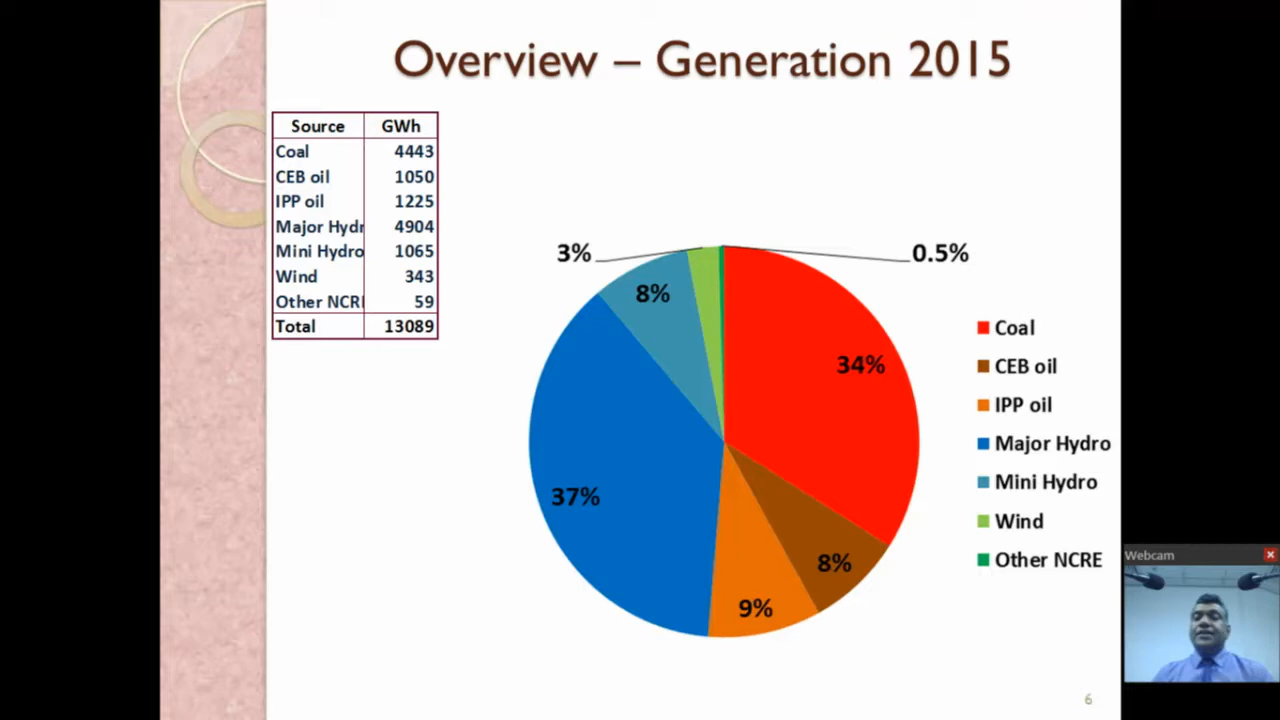 Overview – Generation 2015
Source GWh
Coal 4443
CEB oil 1050
IPP oil 1225
Major Hydr 4904
Mini Hydro 1065
Wind 343
Other NCRI 59
Total 13089
3%
0.5%
8%
34%
37%
8%
9%
Coal
CEB oil
IPP oil
Major Hydro
Mini Hydro
Wind
Other NCRE
Webcam
6